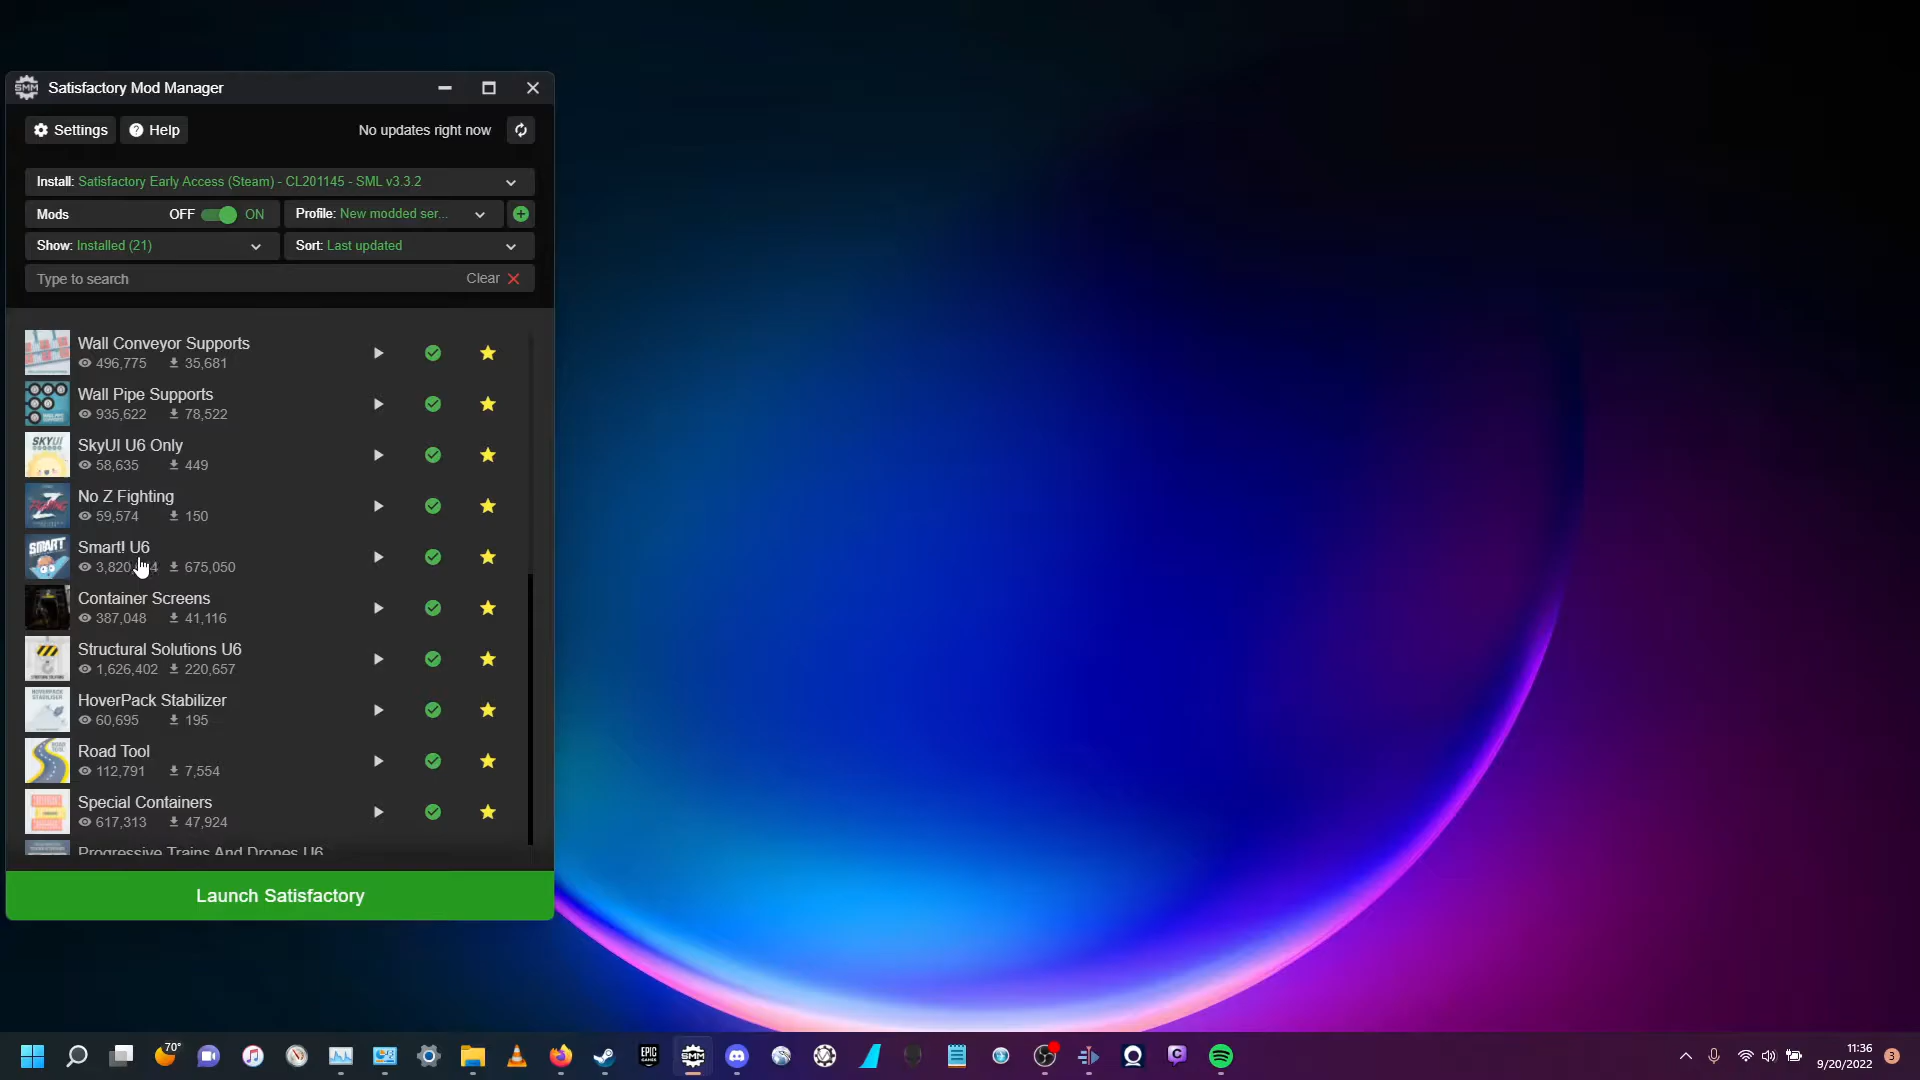 Satisfactory Mod Manager
Settings
Help
No updates right now
Install: Satisfactory Early Access (Steam) - CL201145 - SML v3.3.2
Mods
OFF
ON
Profile: New modded ser...
Show: Installed (21)
Sort: Last updated
Type to search
Clear
Wall Conveyor Supports
496,775 35,681
Wall Pipe Supports
935,622 78,522
SkyUI U6 Only
58,635 449
No Z Fighting
59,574 150
Smart! U6
675,050
Container Screens
387,048 41,116
Structural Solutions U6
1,626,402 220,657
HoverPack Stabilizer
60,695 195
Road Tool
112,791 7,554
Special Containers
617,313 47,924
Progressive Trains And Drones U6
Launch Satisfactory
70°
EPIC
SMM
11:36
9/20/2022
3